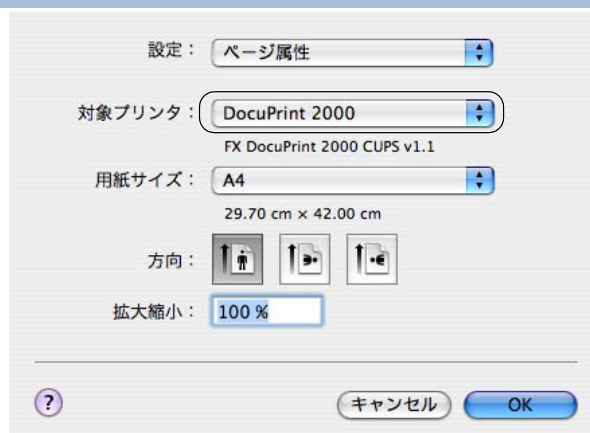 設定： ページ属性
対象プリンタ： DocuPrint 2000
FX DocuPrint 2000 CUPS v1.1
用紙サイズ： A4
29.70 cm × 42.00 cm
方向：
拡大縮小： 100 %
? キャンセル OK